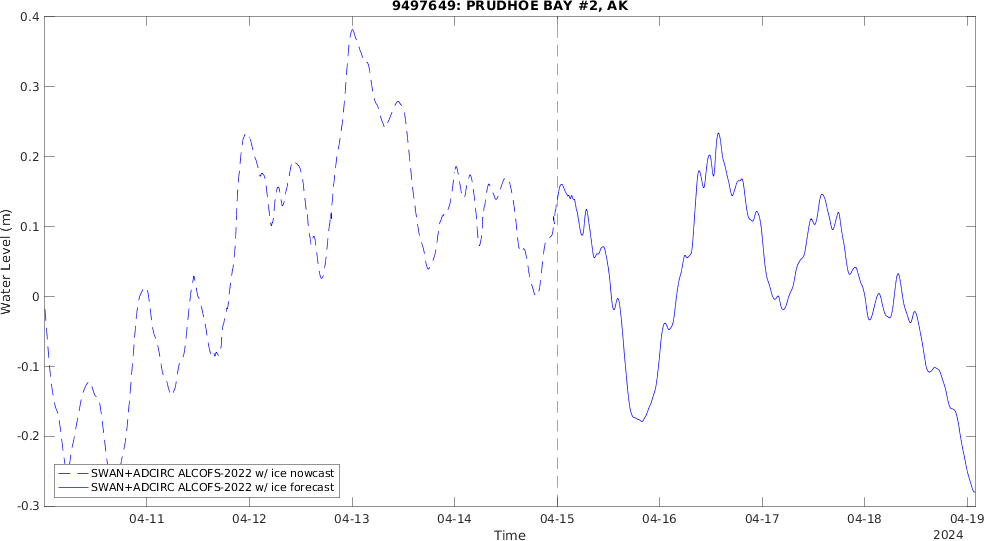 9497649: PRUDHOE BAY #2, AK
0.4
0.3
0.2
0.1
0
-0.1
-0.2
-0.3
Water Level (m)
SWAN+ADCIRC ALCOFS-2022 w/ ice nowcast
SWAN+ADCIRC ALCOFS-2022 w/ ice forecast
04-11 04-12 04-13 04-14 04-15 04-16 04-17 04-18 04-19
Time
2024